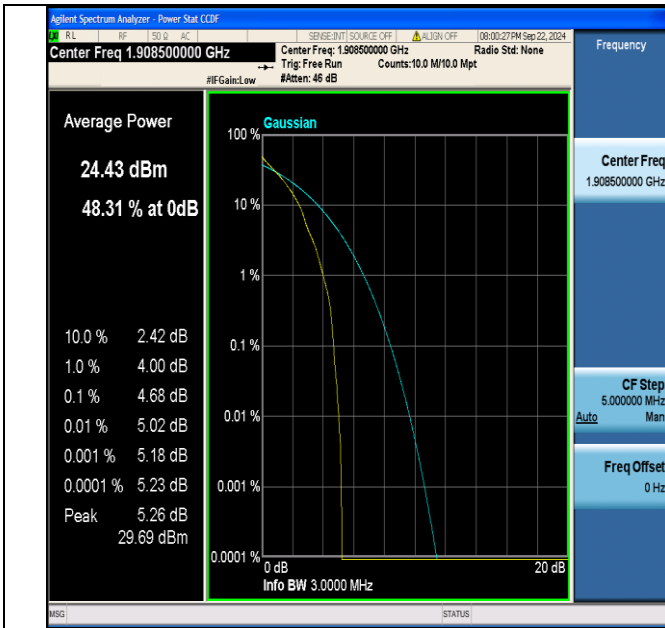 Agilent Spectrum Analyzer - Power Stat CCDF
RL RF 50 Ω AC SENSE:INT SOURCE OFF ALIGN OFF 08:00:27 PM Sep 22, 2024
Center Freq 1.908500000 GHz
Center Freq: 1.908500000 GHz Radio Std: None
Trig: Free Run Counts:10.0 M/10.0 Mpt
#IFGain:Low #Atten: 46 dB
Frequency
Average Power
24.43 dBm
48.31 % at 0dB
10.0 % 2.42 dB
1.0 % 4.00 dB
0.1 % 4.68 dB
0.01 % 5.02 dB
0.001 % 5.18 dB
0.0001 % 5.23 dB
Peak 5.26 dB
29.69 dBm
Gaussian
100 %
10 %
1 %
0.1 %
0.01 %
0.001 %
0.0001 %
0 dB 20 dB
Info BW 3.0000 MHz
Center Freq
1.908500000 GHz
CF Step
5.000000 MHz
Auto Man
Freq Offset
0 Hz
MSG STATUS